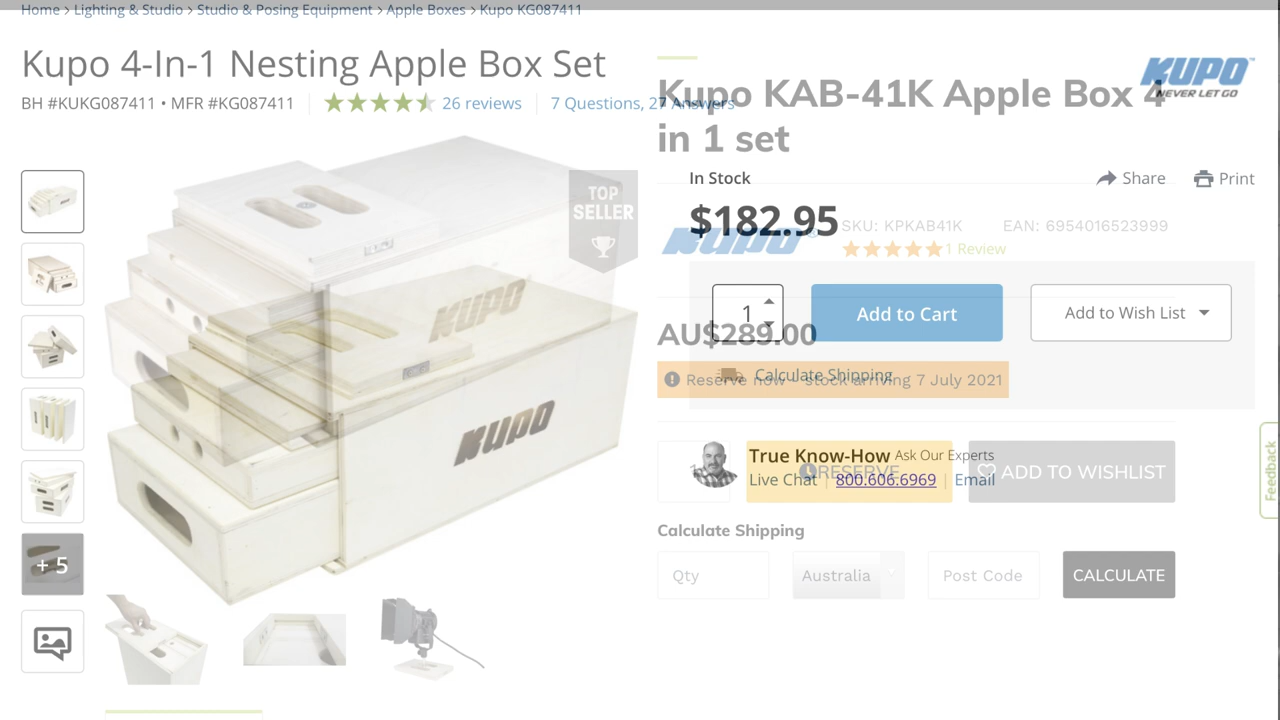 Home > Lighting & Studio > Studio & Posing Equipment > Apple Boxes > Kupo KG087411
Kupo 4-In-1 Nesting Apple Box Set
BH #KUKG087411 • MFR #KG087411
26 reviews
7 Questions, 27 Answers
Kupo KAB-41K Apple Box 4
in 1 set
KUPO™
NEVER LET GO
In Stock
Share
Print
TOP
SELLER
$182.95
SKU: KPKAB41K
EAN: 6954016523999
KUPO®
1 Review
1
Add to Cart
Add to Wish List
KUPO
AU$289.00
Calculate Shipping
Reserve now - stock arriving 7 July 2021
KUPO
True Know-How Ask Our Experts
Live Chat | 800.606.6969 | Email
RESERVE
ADD TO WISHLIST
Feedback
Calculate Shipping
+ 5
Qty
Australia
Post Code
CALCULATE